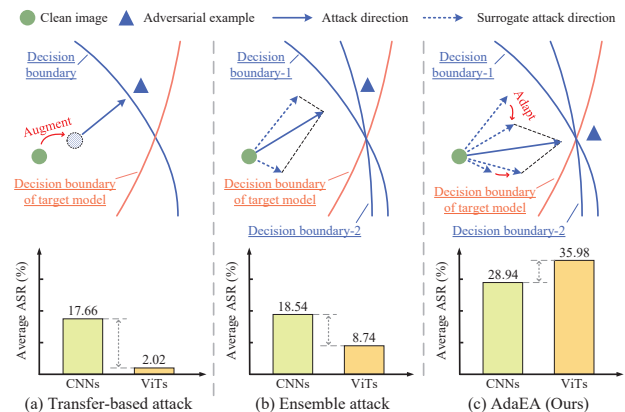 Clean image
Adversarial example
Attack direction
Surrogate attack direction
Decision
boundary
Augment
Decision boundary
of target model
Decision
boundary-1
Decision boundary
of target model
Decision
boundary-2
Decision
boundary-1
Adapt
Decision boundary
of target model
Decision
boundary-2
Average ASR (%)
17.66
2.02
CNNs
ViTs
Average ASR (%)
18.54
8.74
CNNs
ViTs
Average ASR (%)
28.94
35.98
CNNs
ViTs
(a) Transfer-based attack
(b) Ensemble attack
(c) AdaEA (Ours)